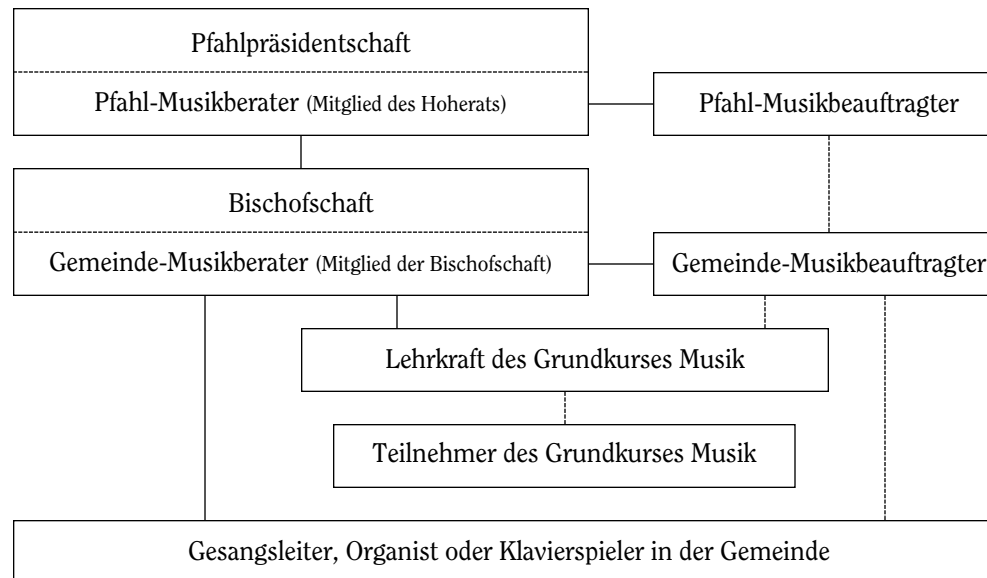 Pfahlpräsidentschaft
Pfahl-Musikberater (Mitglied des Hoherats)
Pfahl-Musikbeauftragter
Bischofschaft
Gemeinde-Musikberater (Mitglied der Bischofschaft)
Gemeinde-Musikbeauftragter
Lehrkraft des Grundkurses Musik
Teilnehmer des Grundkurses Musik
Gesangsleiter, Organist oder Klavierspieler in der Gemeinde